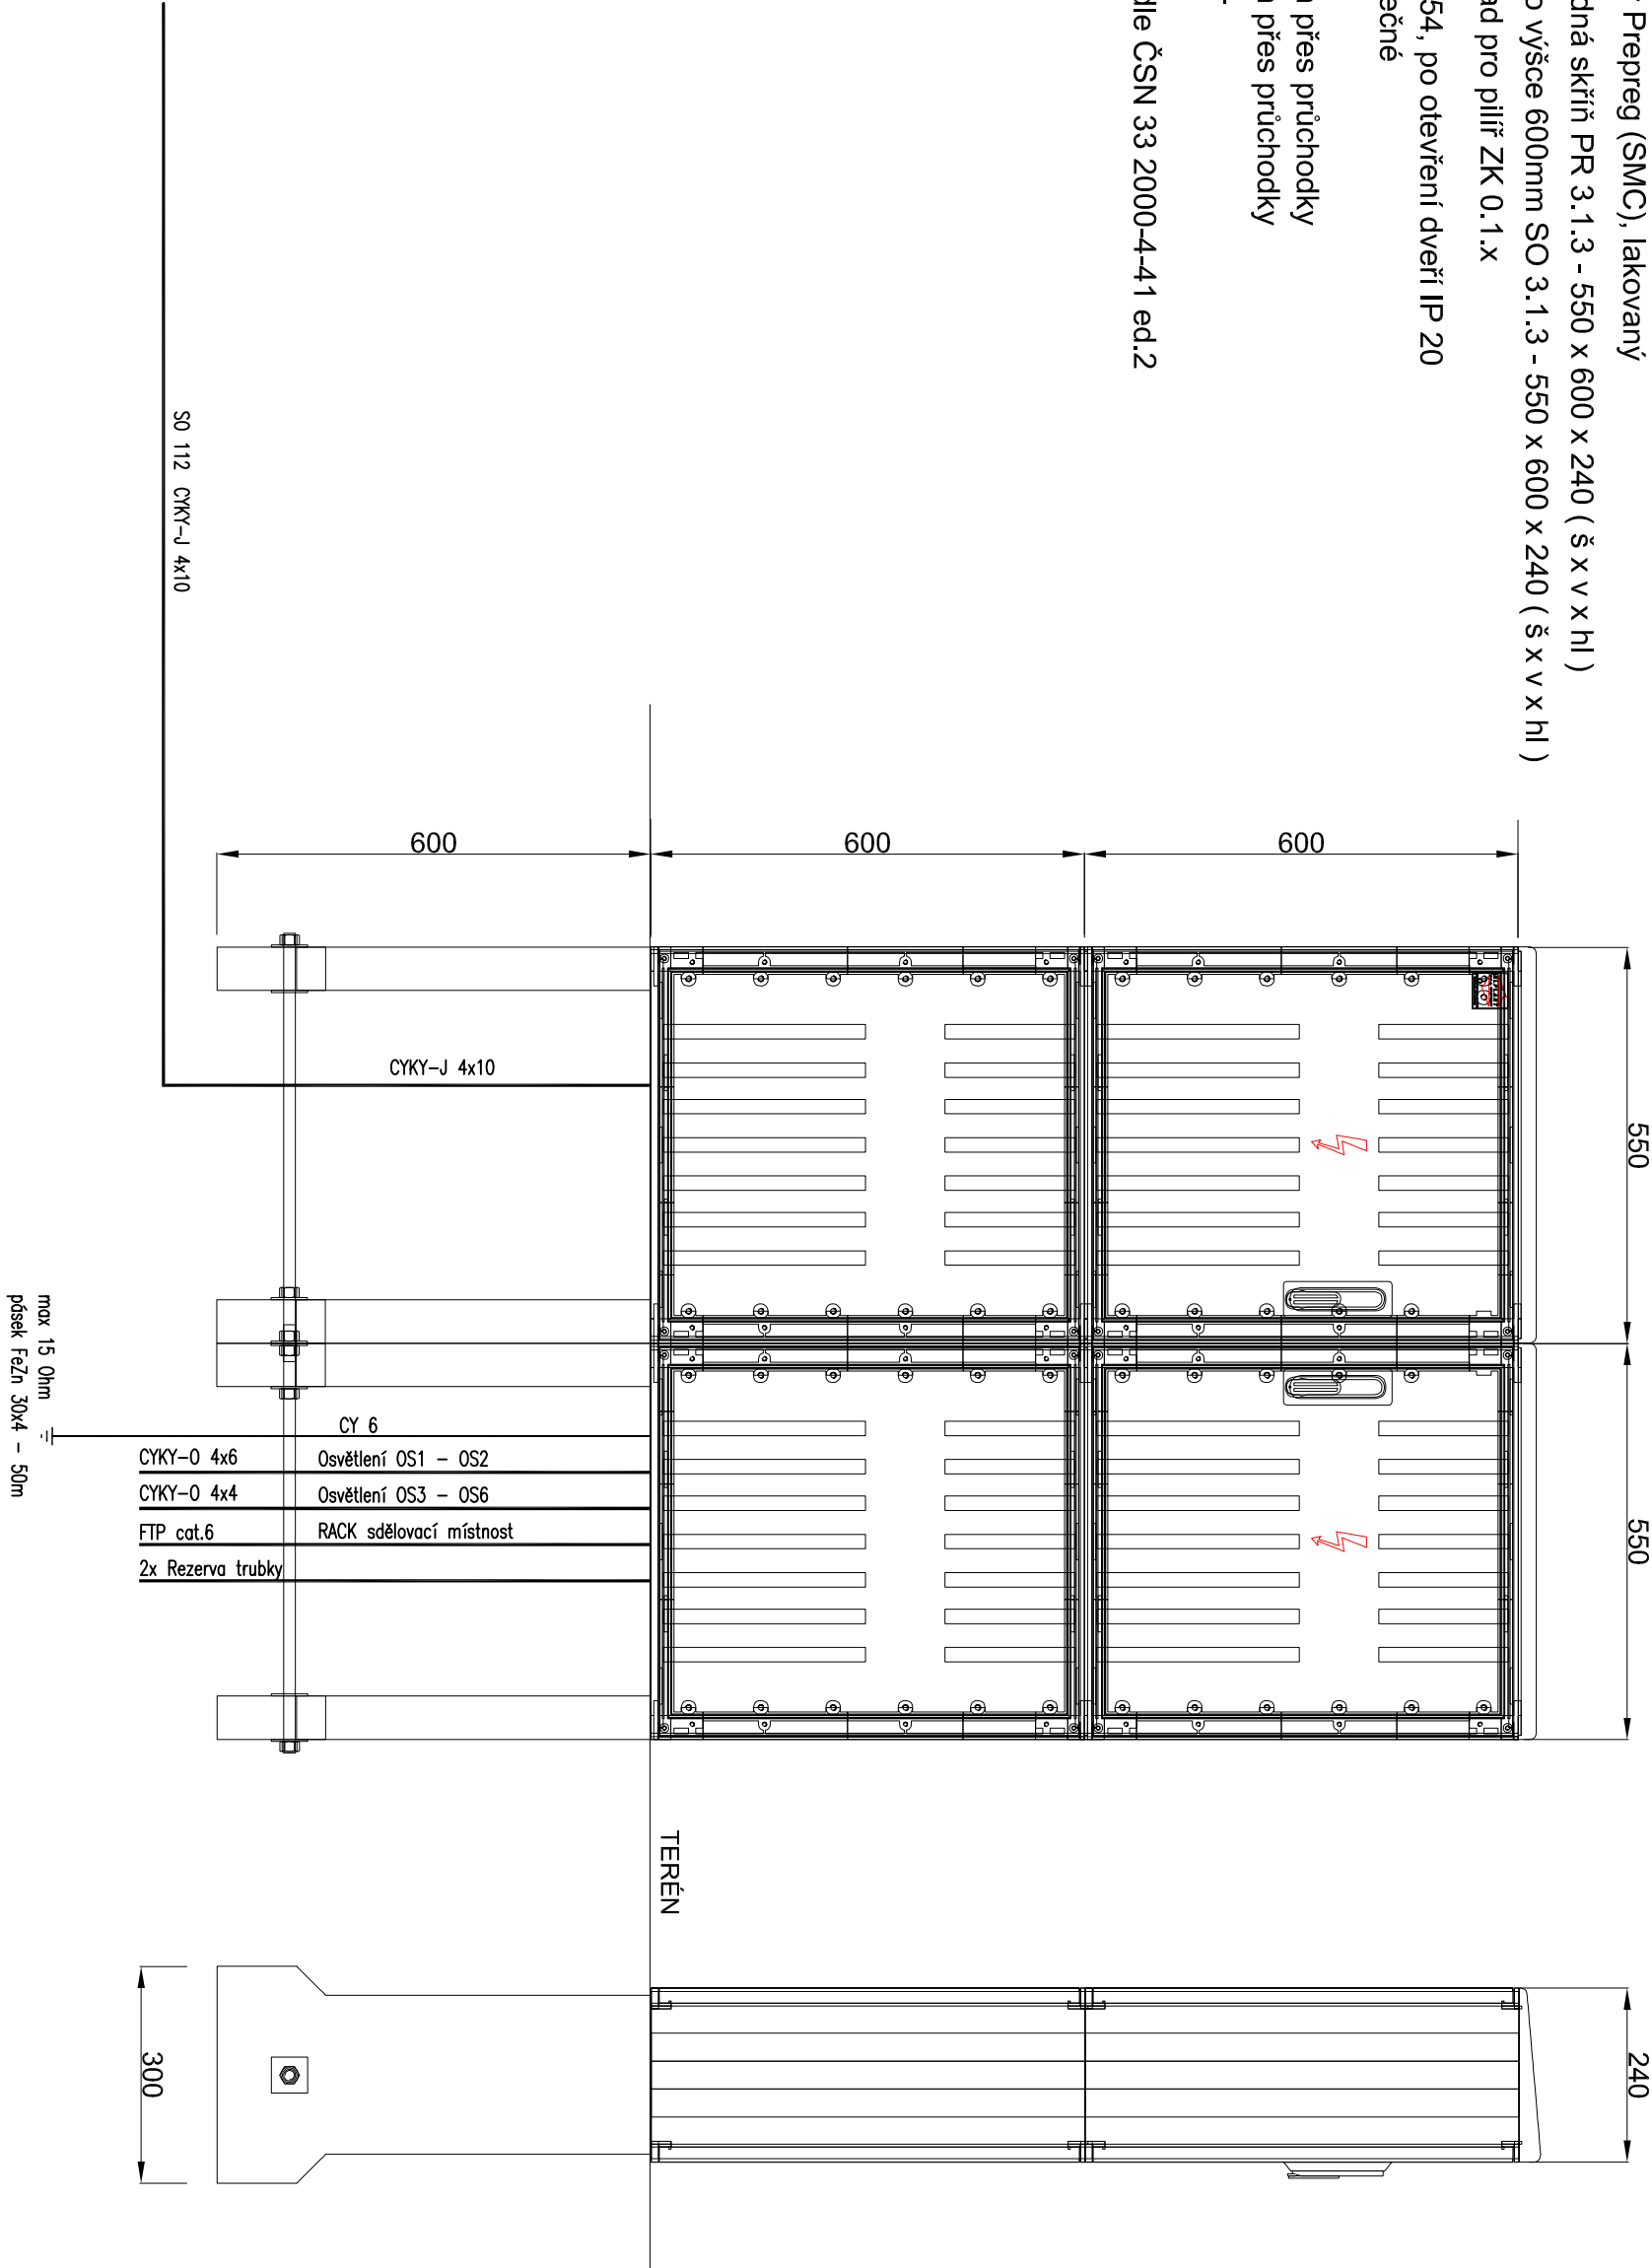 Prepreg (SMC), lakovaný
dná skříň PR 3.1.3 - 550 x 600 x 240 ( š x v x hl )
o výšce 600mm SO 3.1.3 - 550 x 600 x 240 ( š x v x hl )
ad pro pilíř ZK 0.1.x
54, po otevření dveří IP 20
ečné
přes průchodky
přes průchodky
dle ČSN 33 2000-4-41 ed.2
550
550
240
600
600
600
TERÉN
300
CYKY-J 4x10
SO 112 CYKY-J 4x10
CY 6
CYKY-O 4x6 Osvětlení OS1 - OS2
CYKY-O 4x4 Osvětlení OS3 - OS6
FTP cat.6 RACK sdělovací místnost
2x Rezerva trubky
max 15 Ohm
pásek FeZn 30x4 - 50m